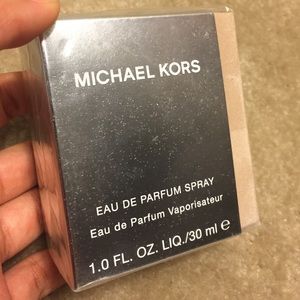 MICHAEL KORS
EAU DE PARFUM SPRAY
Eau de Parfum Vaporisateur
1.0 FL. OZ. LIQ./30 ml ℮